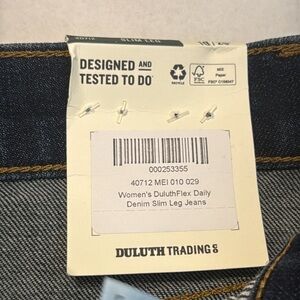 40712 SLIM LEG
DESIGNED AND
TESTED TO DO
RECYCLE
FSC
MIX
Paper
000253355
40712 MEI 010 029
Women's DuluthFlex Daily
Denim Slim Leg Jeans
DULUTH TRADING